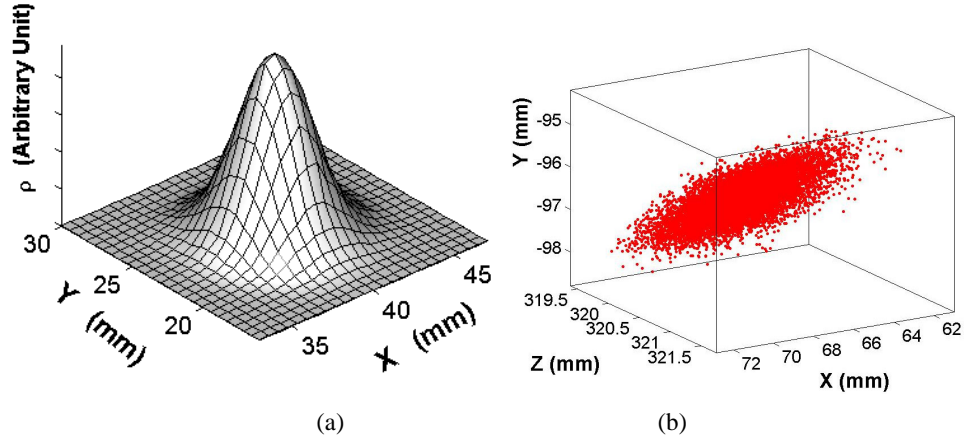 ρ (Arbitrary Unit)
30
25
20
Y (mm)
35
40
45
X (mm)
(a)
Y (mm)
-95
-96
-97
-98
319.5
320
320.5
321
321.5
Z (mm)
72
70
68
66
64
62
X (mm)
(b)